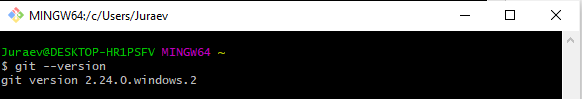 MINGW64:/c/Users/Juraev
Juraev@DESKTOP-HR1PSFV MINGW64 ~
$ git --version
git version 2.24.0.windows.2